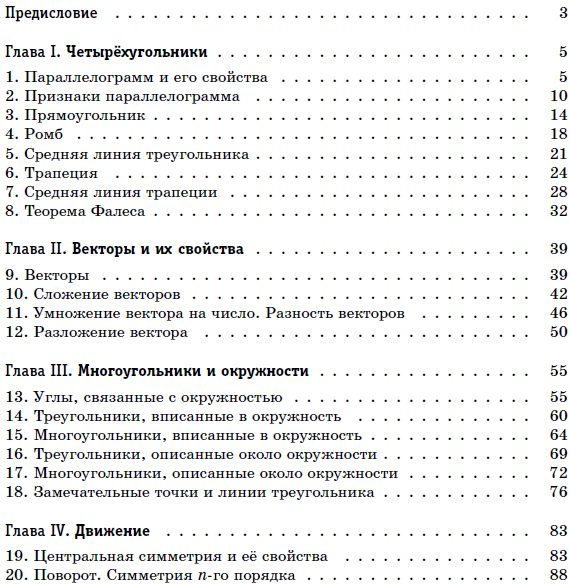 Предисловие . . . . . . . . . . . . . . . . . . . . . . . . . . . . . . 3
Глава I. Четырёхугольники . . . . . . . . . . . . . . . . . . . . . . . 5
1. Параллелограмм и его свойства . . . . . . . . . . . . . . . . . . 5
2. Признаки параллелограмма . . . . . . . . . . . . . . . . . . . . 10
3. Прямоугольник . . . . . . . . . . . . . . . . . . . . . . . . . . . 14
4. Ромб . . . . . . . . . . . . . . . . . . . . . . . . . . . . . . . . 18
5. Средняя линия треугольника . . . . . . . . . . . . . . . . . . . . 21
6. Трапеция . . . . . . . . . . . . . . . . . . . . . . . . . . . . . . 24
7. Средняя линия трапеции . . . . . . . . . . . . . . . . . . . . . . 28
8. Теорема Фалеса . . . . . . . . . . . . . . . . . . . . . . . . . . . 32
Глава II. Векторы и их свойства . . . . . . . . . . . . . . . . . . . . 39
9. Векторы . . . . . . . . . . . . . . . . . . . . . . . . . . . . . . . 39
10. Сложение векторов . . . . . . . . . . . . . . . . . . . . . . . . 42
11. Умножение вектора на число. Разность векторов . . . . . . . . 46
12. Разложение вектора . . . . . . . . . . . . . . . . . . . . . . . . 50
Глава III. Многоугольники и окружности . . . . . . . . . . . . . . . 55
13. Углы, связанные с окружностью . . . . . . . . . . . . . . . . . 55
14. Треугольники, вписанные в окружность . . . . . . . . . . . . . 60
15. Многоугольники, вписанные в окружность . . . . . . . . . . . . 64
16. Треугольники, описанные около окружности . . . . . . . . . . . 69
17. Многоугольники, описанные около окружности . . . . . . . . . 72
18. Замечательные точки и линии треугольника . . . . . . . . . . . 76
Глава IV. Движение . . . . . . . . . . . . . . . . . . . . . . . . . . . 83
19. Центральная симметрия и её свойства . . . . . . . . . . . . . . 83
20. Поворот. Симметрия n-го порядка . . . . . . . . . . . . . . . . 88